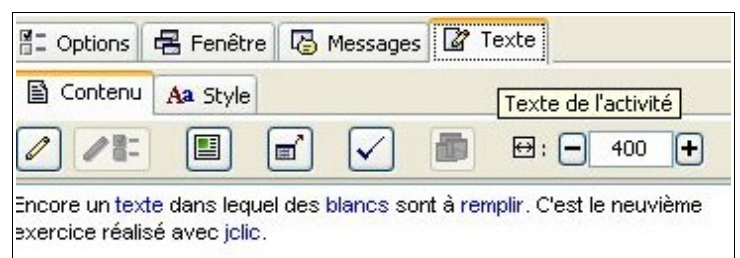 Options Fenêtre Messages Texte
Contenu Aa Style
Texte de l'activité
: 400
Encore un texte dans lequel des blancs sont à remplir. C'est le neuvième
exercice réalisé avec jclic.